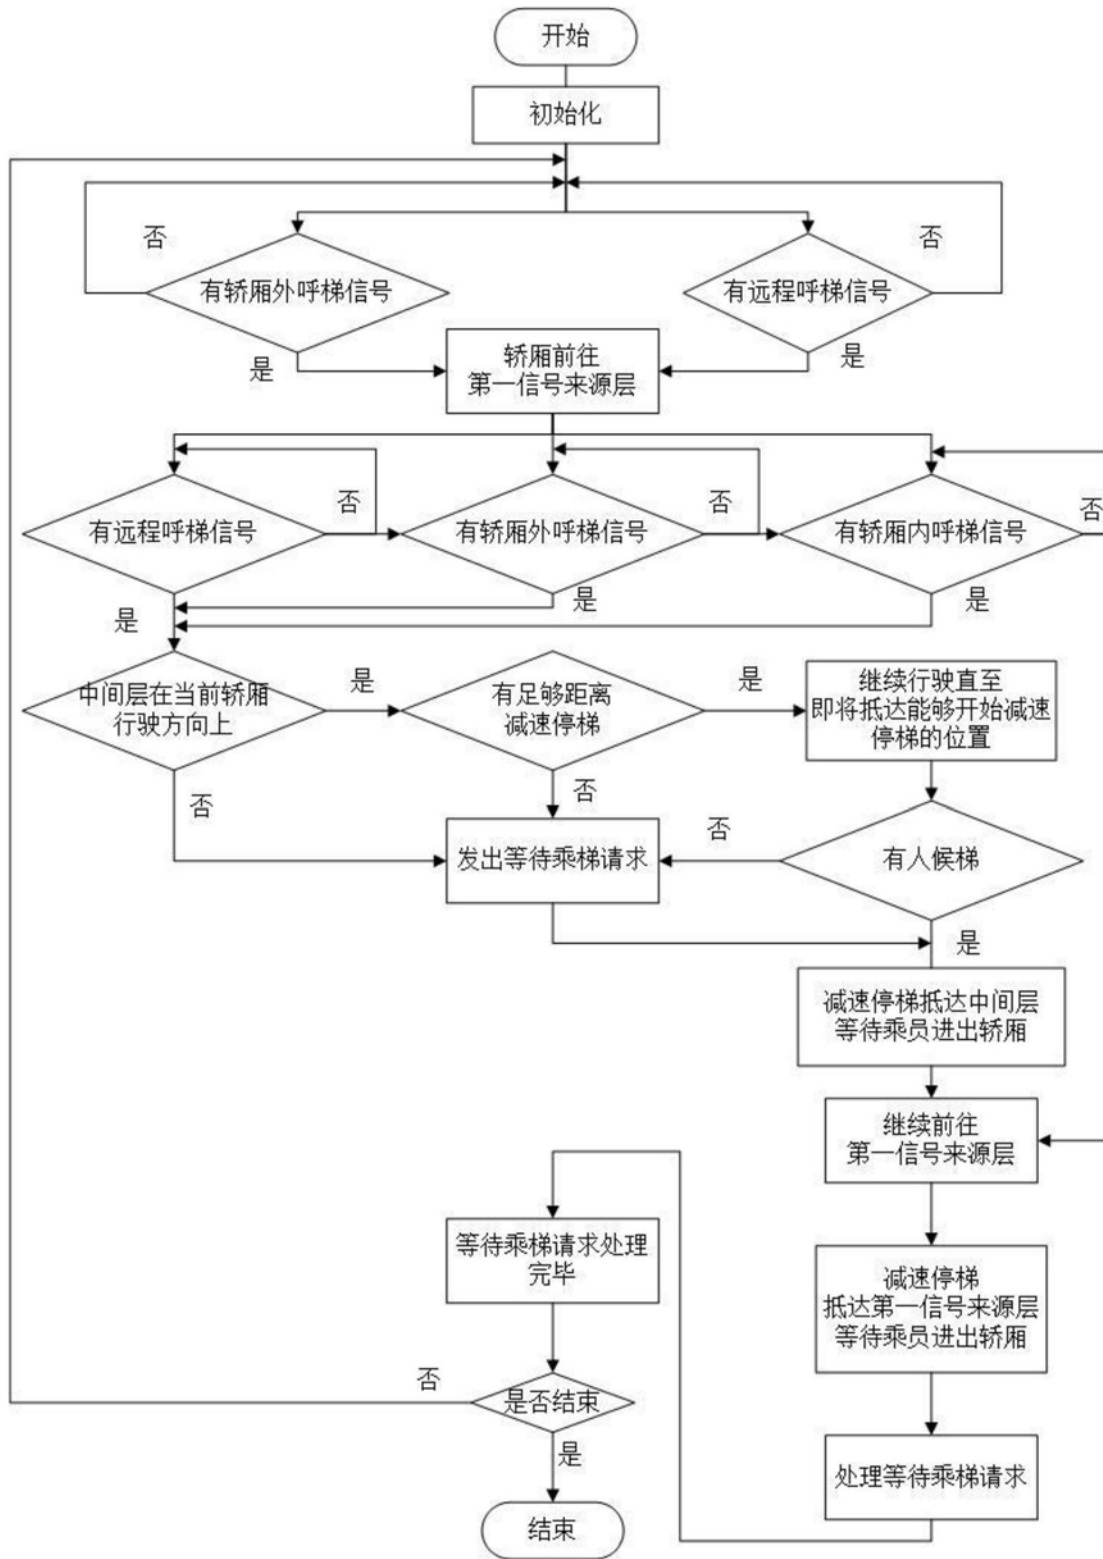 开始
初始化
否
否
有轿厢外呼梯信号
有远程呼梯信号
是
轿厢前往
第一信号来源层
是
否
否
否
有远程呼梯信号
有轿厢外呼梯信号
有轿厢内呼梯信号
是
是
是
中间层在当前轿厢
行驶方向上
是
有足够距离
减速停梯
是
继续行驶直至
即将抵达能够开始减速
停梯的位置
否
否
否
发出等待乘梯请求
有人候梯
是
减速停梯抵达中间层
等待乘员进出轿厢
继续前往
第一信号来源层
等待乘梯请求处理
完毕
减速停梯
抵达第一信号来源层
等待乘员进出轿厢
否
是否结束
是
处理等待乘梯请求
结束